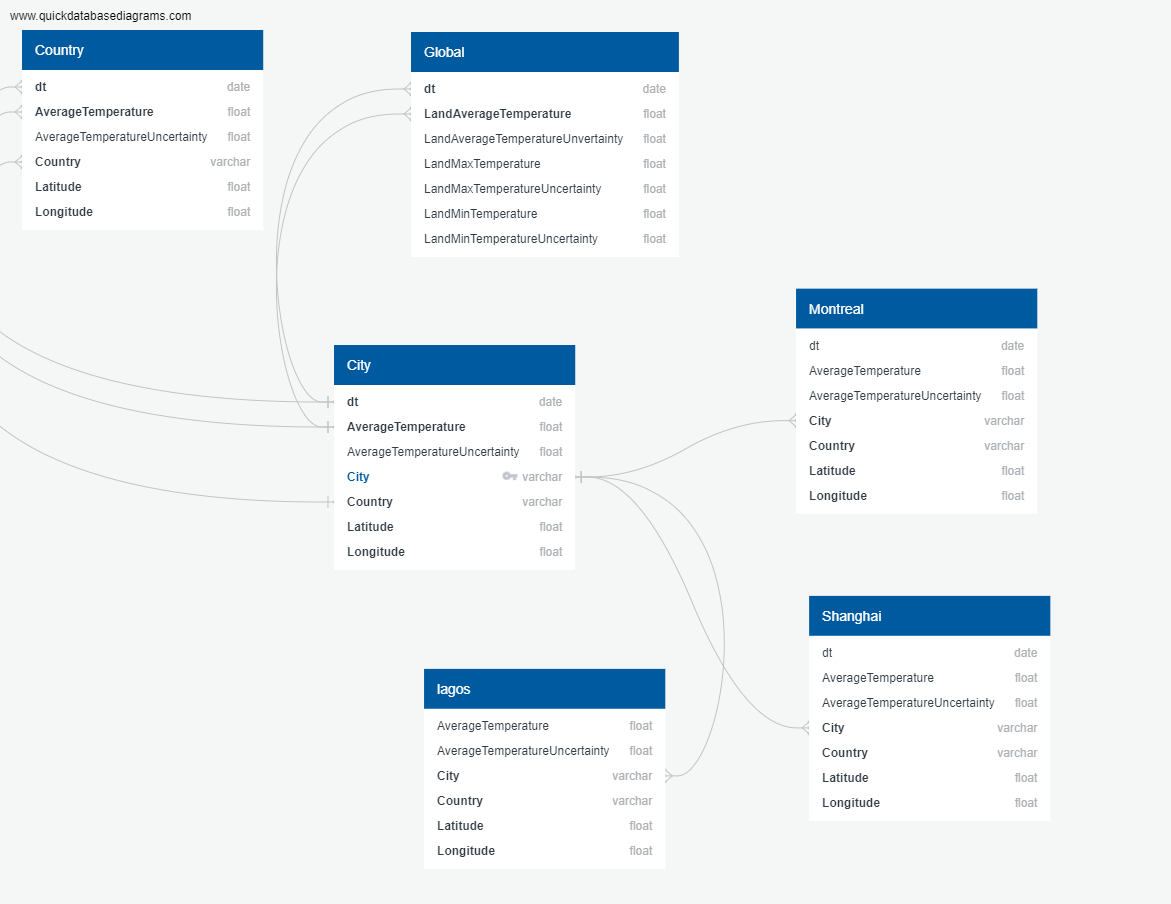 www.quickdatabasediagrams.com
Country
dt date
AverageTemperature float
AverageTemperatureUncertainty float
Country varchar
Latitude float
Longitude float
Global
dt date
LandAverageTemperature float
LandAverageTemperatureUnvertainty float
LandMaxTemperature float
LandMaxTemperatureUncertainty float
LandMinTemperature float
LandMinTemperatureUncertainty float
City
dt date
AverageTemperature float
AverageTemperatureUncertainty float
City varchar
Country varchar
Latitude float
Longitude float
Montreal
dt date
AverageTemperature float
AverageTemperatureUncertainty float
City varchar
Country varchar
Latitude float
Longitude float
lagos
AverageTemperature float
AverageTemperatureUncertainty float
City varchar
Country varchar
Latitude float
Longitude float
Shanghai
dt date
AverageTemperature float
AverageTemperatureUncertainty float
City varchar
Country varchar
Latitude float
Longitude float